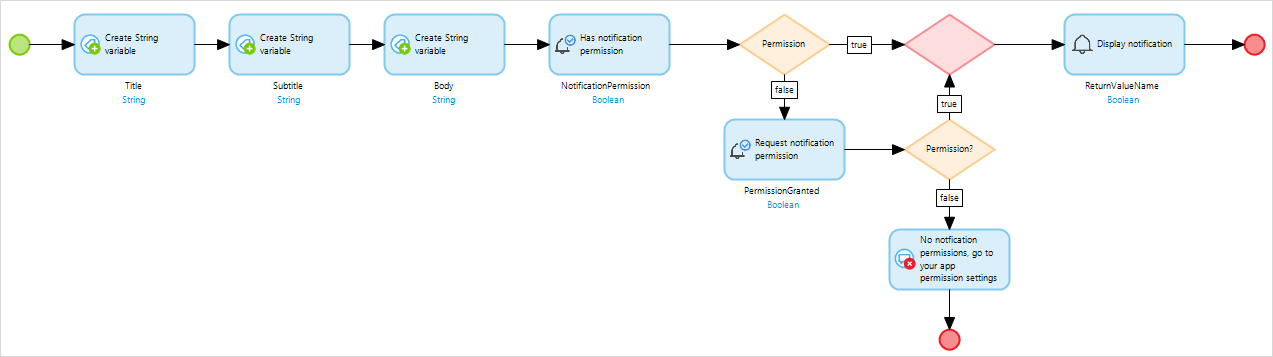 Create String
variable
Title
String
Create String
variable
Subtitle
String
Create String
variable
Body
String
Has notification
permission
NotificationPermission
Boolean
Permission
true
false
Display notification
ReturnValueName
Boolean
Request notification
permission
PermissionGranted
Boolean
true
Permission?
false
No notfication
permissions, go to
your app
permission settings